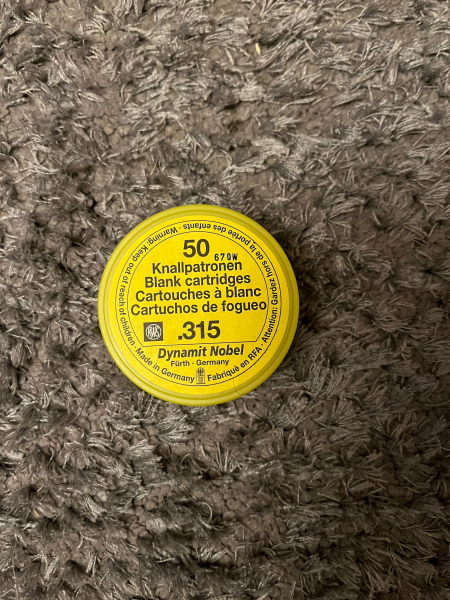 50
670W
Knallpatronen
Blank cartridges
Cartouches à blanc
Cartuchos de fogueo
RWS .315
Dynamit Nobel
Fürth - Germany
Warning: Keep out of reach of children · Made in Germany
Fabriqué en RFA · Attention: Gardez hors de la portée des enfants ·